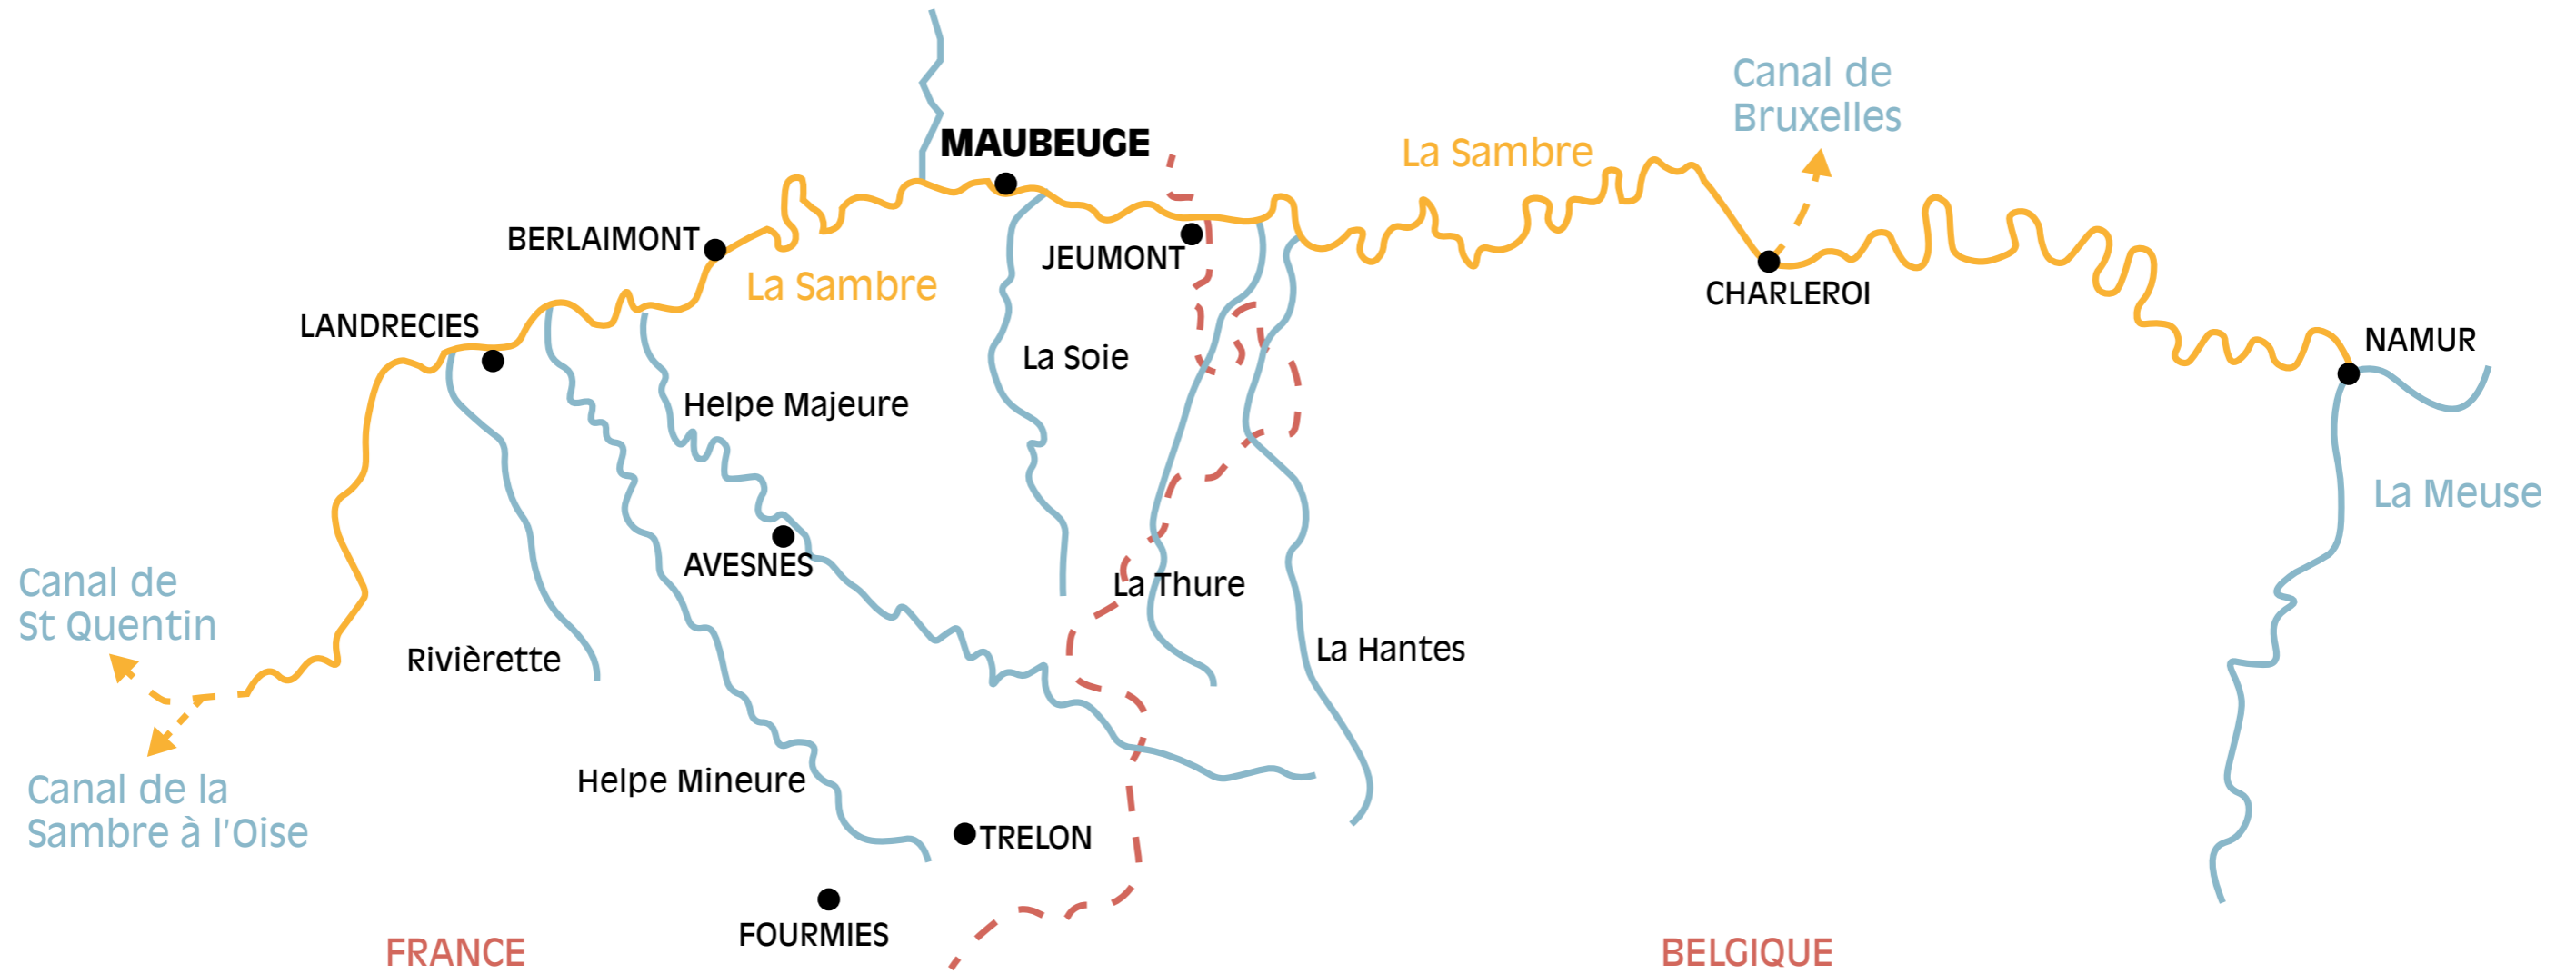 Canal de
Bruxelles
MAUBEUGE
La Sambre
BERLAIMONT
JEUMONT
La Sambre
CHARLEROI
LANDRECIES
NAMUR
La Soie
Helpe Majeure
La Meuse
AVESNES
Canal de
St Quentin
La Thure
La Hantes
Rivièrette
Helpe Mineure
Canal de la
Sambre à l'Oise
TRELON
FOURMIES
FRANCE
BELGIQUE